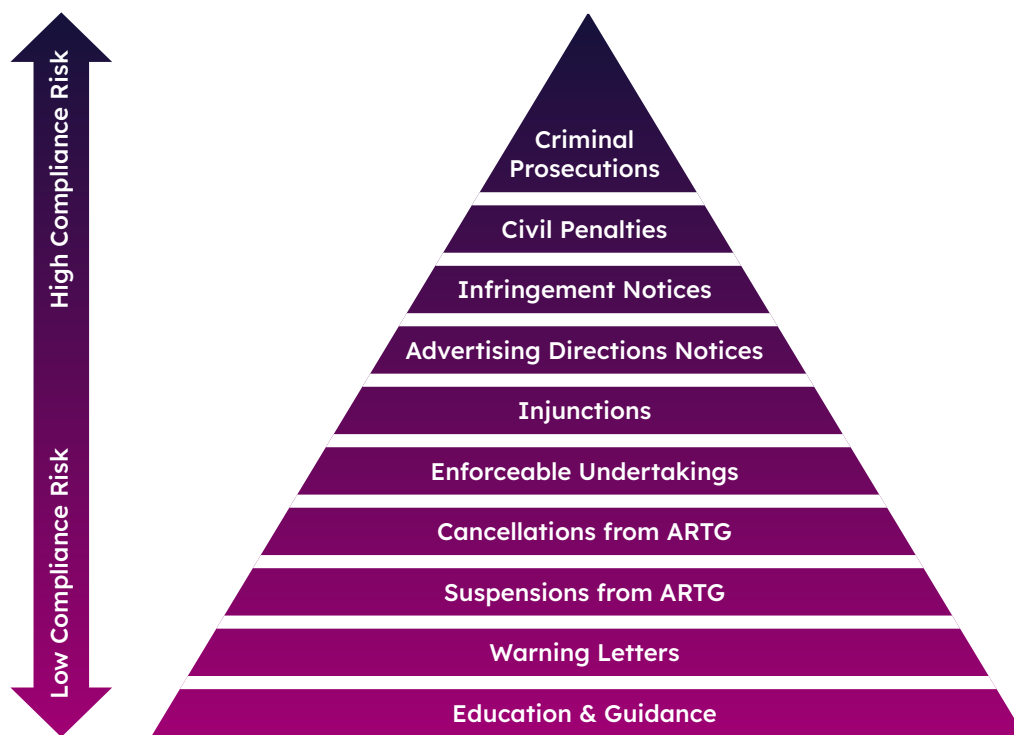 High Compliance Risk
Low Compliance Risk
Criminal
Prosecutions
Civil Penalties
Infringement Notices
Advertising Directions Notices
Injunctions
Enforceable Undertakings
Cancellations from ARTG
Suspensions from ARTG
Warning Letters
Education & Guidance